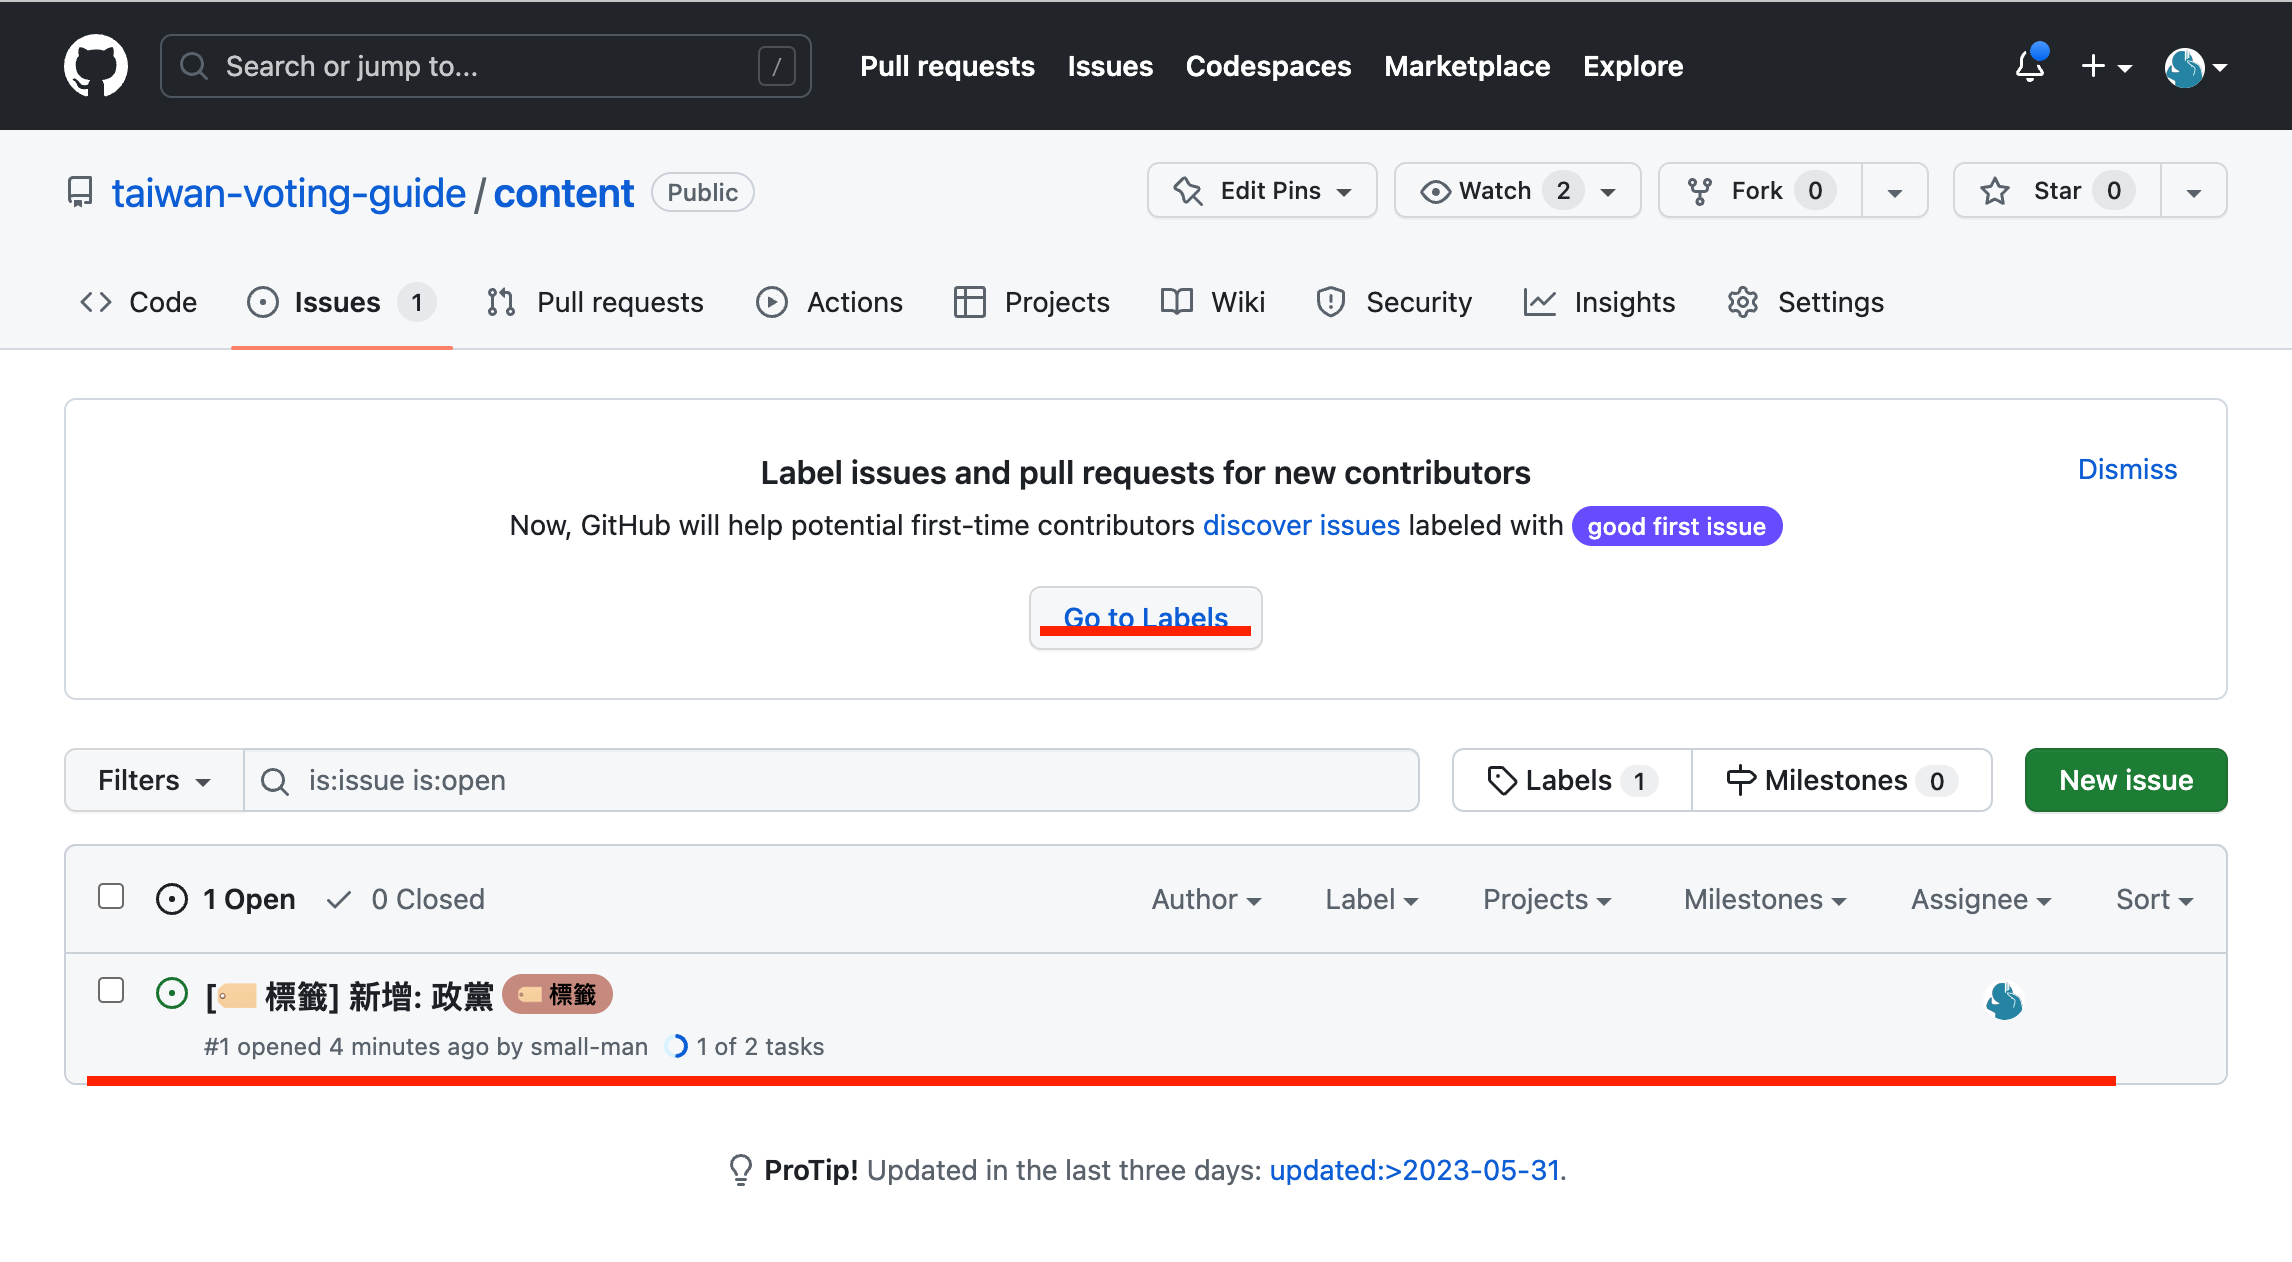 Search or jump to... / Pull requests Issues Codespaces Marketplace Explore
taiwan-voting-guide / content Public Edit Pins Watch 2 Fork 0 Star 0
Code Issues 1 Pull requests Actions Projects Wiki Security Insights Settings
Label issues and pull requests for new contributors
Dismiss
Now, GitHub will help potential first-time contributors discover issues labeled with good first issue
Go to Labels
Filters is:issue is:open Labels 1 Milestones 0 New issue
1 Open 0 Closed Author Label Projects Milestones Assignee Sort
[🏷️ 標籤] 新增: 政黨 🏷️ 標籤
#1 opened 4 minutes ago by small-man 1 of 2 tasks
ProTip! Updated in the last three days: updated:>2023-05-31.